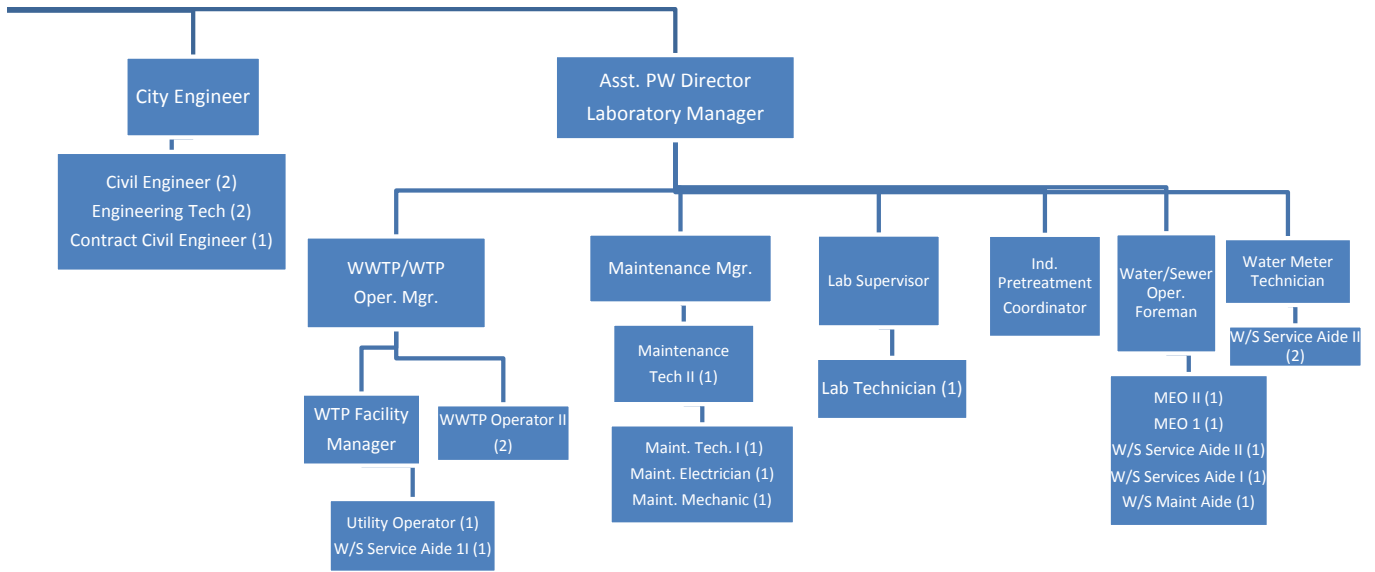 City Engineer
Asst. PW Director
Laboratory Manager
Civil Engineer (2)
Engineering Tech (2)
Contract Civil Engineer (1)
WWTP/WTP
Oper. Mgr.
Maintenance Mgr.
Lab Supervisor
Ind.
Pretreatment
Coordinator
Water/Sewer
Oper.
Foreman
Water Meter
Technician
W/S Service Aide II
(2)
Maintenance
Tech II (1)
Lab Technician (1)
WTP Facility
Manager
WWTP Operator II
(2)
MEO II (1)
MEO 1 (1)
W/S Service Aide II (1)
W/S Services Aide I (1)
W/S Maint Aide (1)
Maint. Tech. I (1)
Maint. Electrician (1)
Maint. Mechanic (1)
Utility Operator (1)
W/S Service Aide 1I (1)